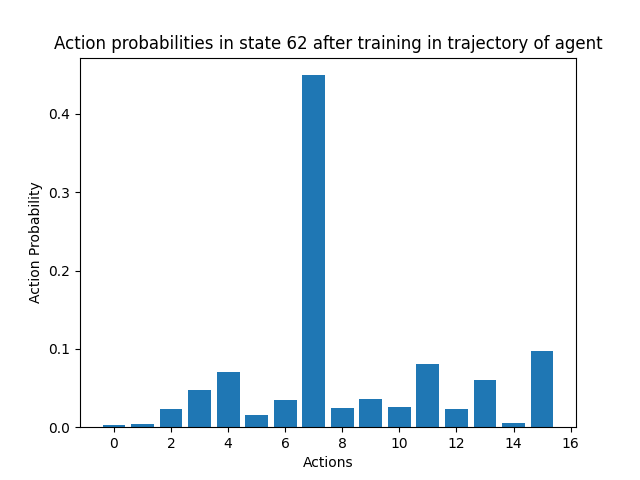 Action probabilities in state 62 after training in trajectory of agent
0.4
0.3
0.2
0.1
0.0
Action Probability
0 2 4 6 8 10 12 14 16
Actions